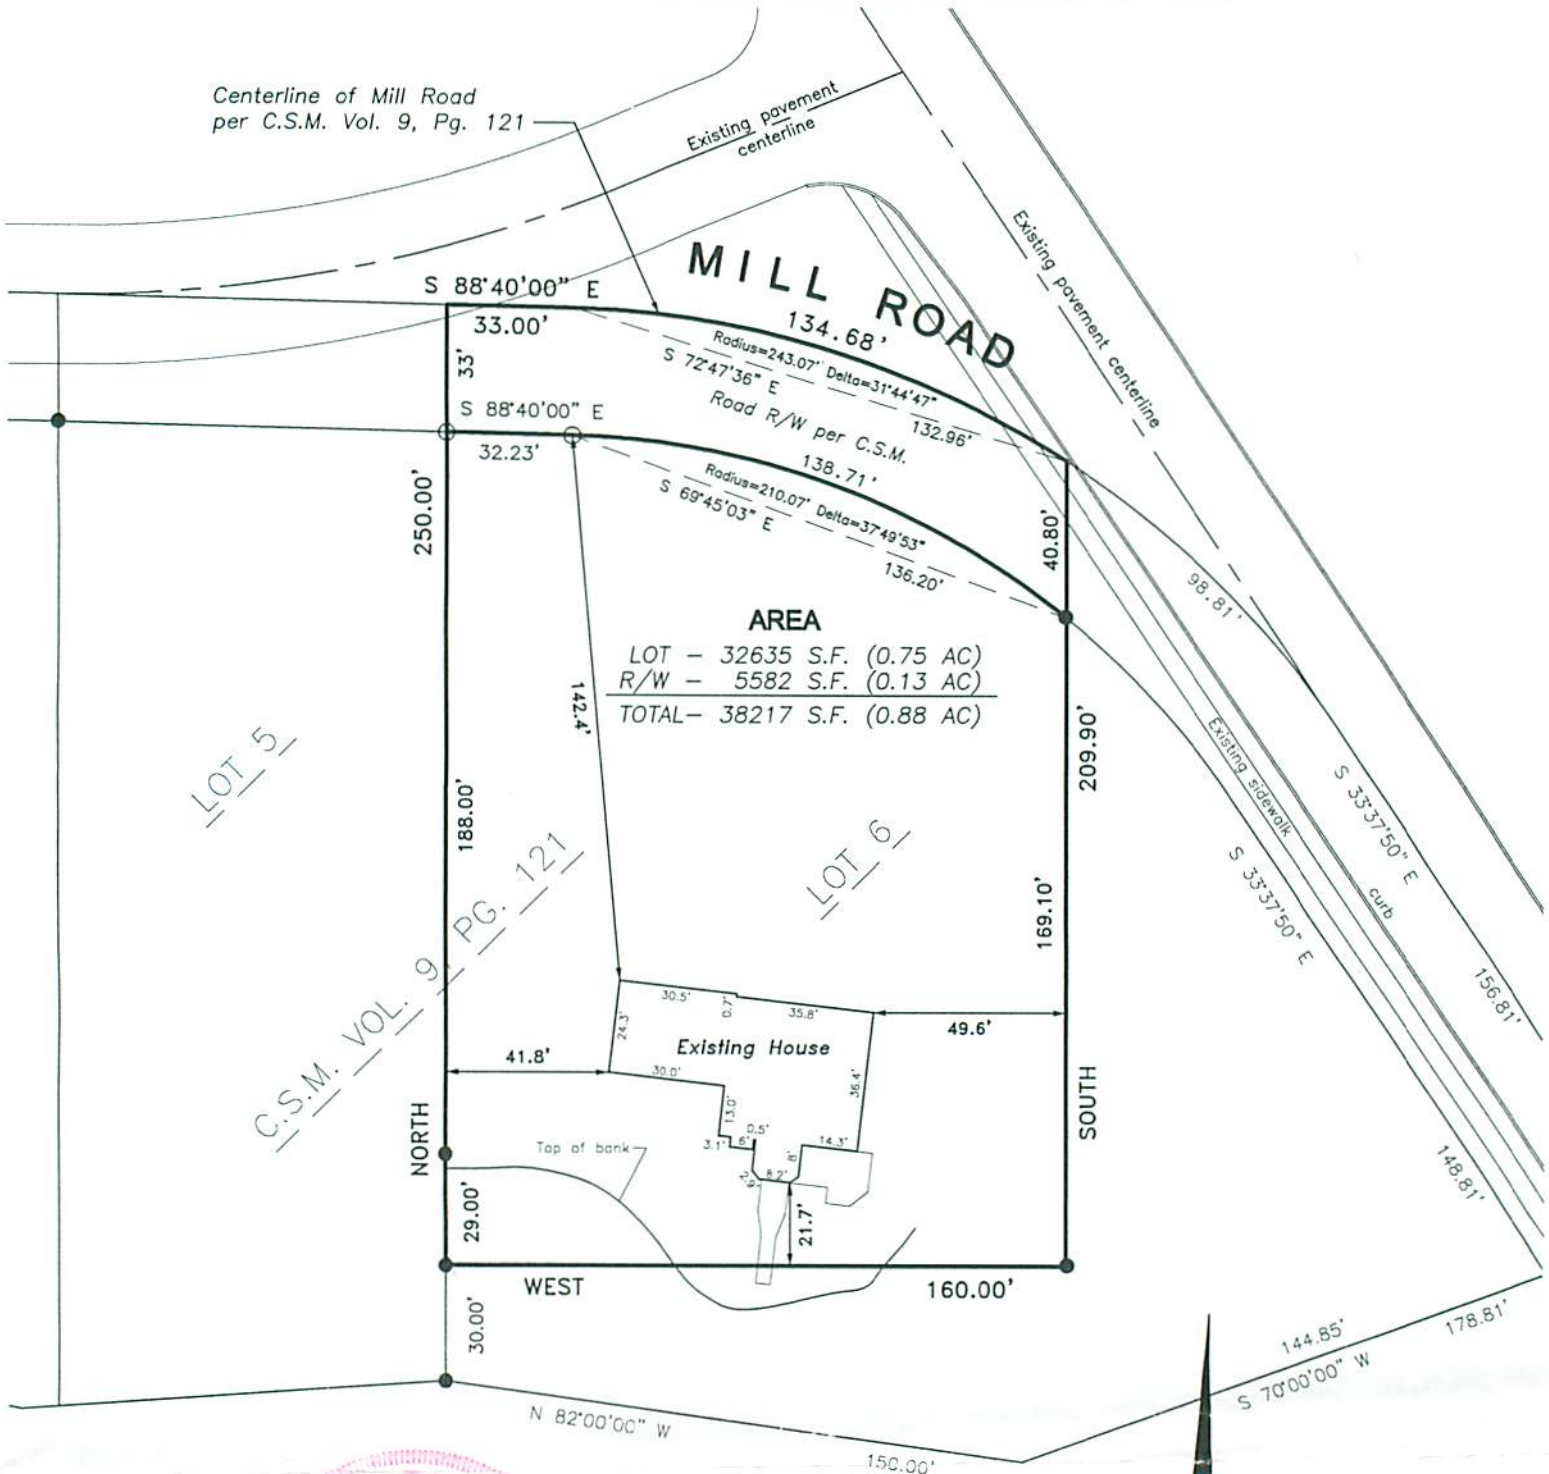 Centerline of Mill Road
per C.S.M. Vol. 9, Pg. 121
Existing pavement
centerline
Existing pavement centerline
MILL ROAD
S 88°40'00" E
33.00'
33'
134.68'
Radius=243.07' Delta=31°44'47"
S 72°47'36" E
132.96'
Road R/W per C.S.M.
S 88°40'00" E
32.23'
138.71'
Radius=210.07' Delta=37°49'53"
S 69°45'03" E
136.20'
40.80'
98.81'
250.00'
AREA
LOT - 32635 S.F. (0.75 AC)
R/W - 5582 S.F. (0.13 AC)
TOTAL- 38217 S.F. (0.88 AC)
142.4'
209.90'
LOT 5
188.00'
LOT 6
Existing sidewalk
S 33°37'50" E
S 33°37'50" E
curb
C.S.M. VOL. 9 PG. 121
169.10'
156.81'
30.5'
0.7'
35.8'
24.3'
Existing House
49.6'
41.8'
30.0'
36.4'
13.0'
0.5'
3.1'
6'
14.3'
8'
8.2'
2.9'
NORTH
SOUTH
Top of bank
148.81'
29.00'
21.7'
WEST
160.00'
30.00'
144.85'
178.81'
S 70°00'00" W
N 82°00'00" W
150.00'